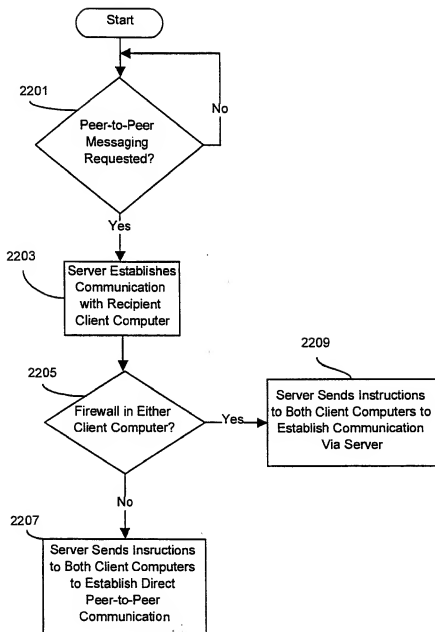 Start
2201
No
Peer-to-Peer
Messaging
Requested?
Yes
2203
Server Establishes
Communication
with Recipient
Client Computer
2209
2205
Firewall in Either
Client Computer?
Yes
Server Sends Instructions
to Both Client Computers to
Establish Communication
Via Server
No
2207
Server Sends Insructions
to Both Client Computers
to Establish Direct
Peer-to-Peer
Communication